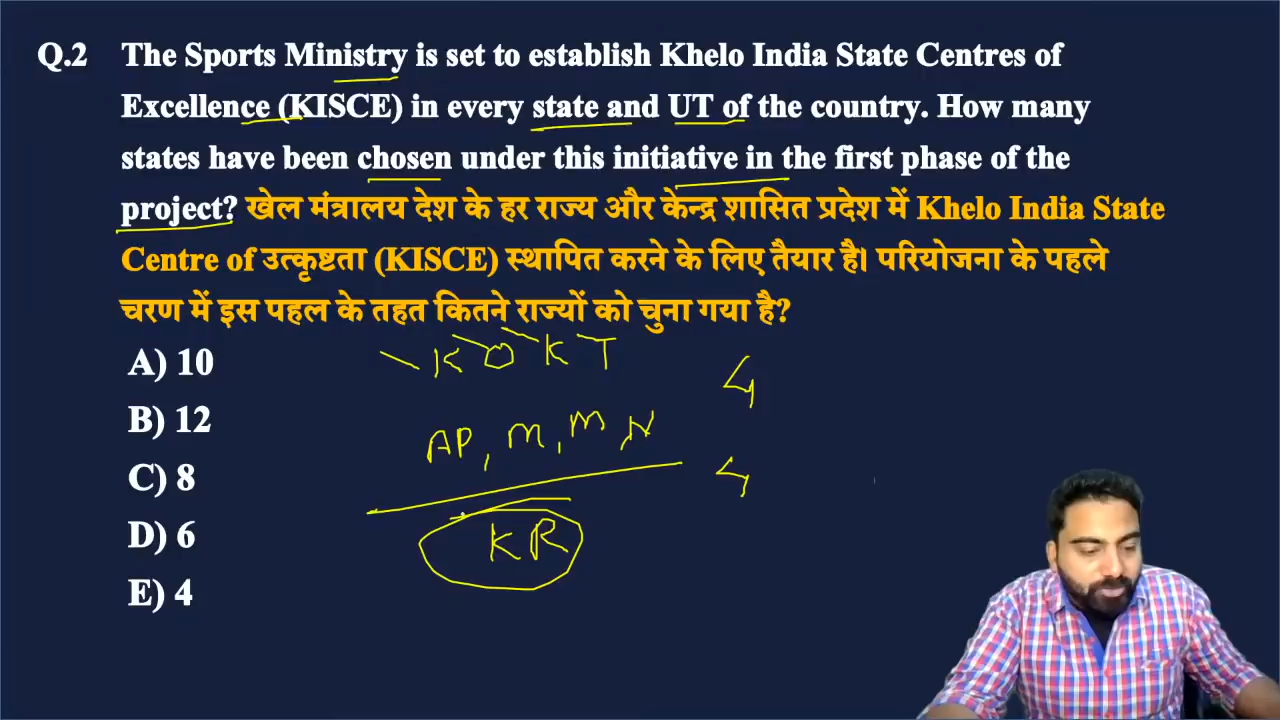 Q.2 The Sports Ministry is set to establish Khelo India State Centres of
Excellence (KISCE) in every state and UT of the country. How many
states have been chosen under this initiative in the first phase of the
project? खेल मंत्रालय देश के हर राज्य और केन्द्र शासित प्रदेश में Khelo India State
Centre of उत्कृष्टता (KISCE) स्थापित करने के लिए तैयार है। परियोजना के पहले
चरण में इस पहल के तहत कितने राज्यों को चुना गया है?
A) 10
K O K T 4
B) 12
AP, M, M N
C) 8
4
D) 6
KR
E) 4